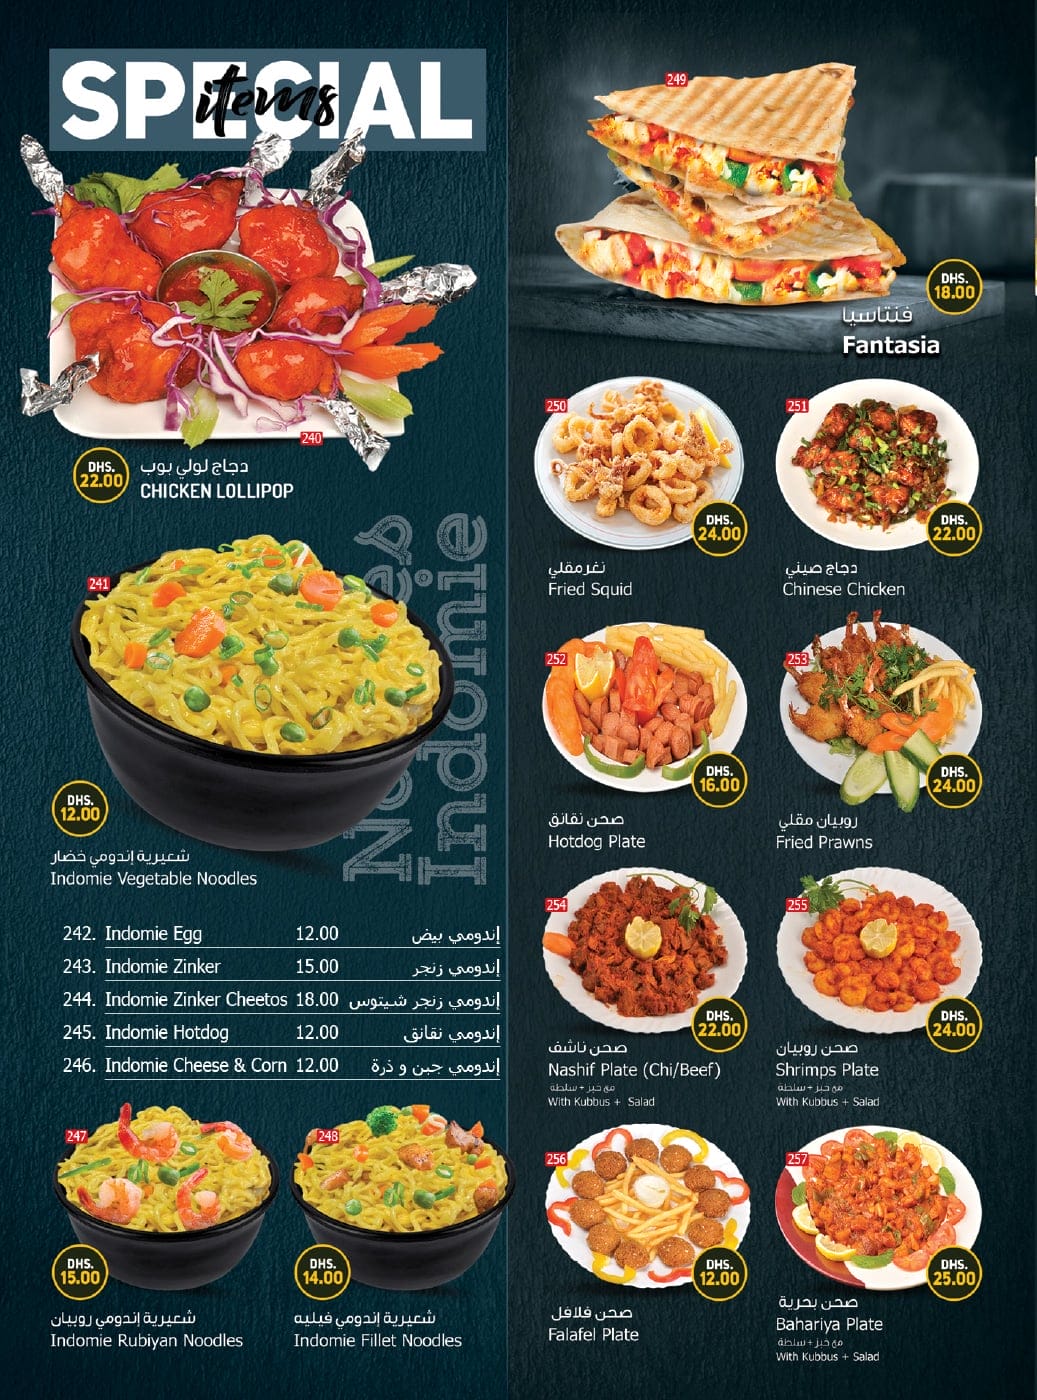 SPECIAL
items
240
DHS.
22.00
دجاج لولي بوب
CHICKEN LOLLIPOP
241
Noodles
Indomie
DHS.
12.00
شعيرية إندومي خضار
Indomie Vegetable Noodles
242. Indomie Egg 12.00 إندومي بيض
243. Indomie Zinker 15.00 إندومي زنجر
244. Indomie Zinker Cheetos 18.00 إندومي زنجر شيتوس
245. Indomie Hotdog 12.00 إندومي نقانق
246. Indomie Cheese & Corn 12.00 إندومي جبن و ذرة
247
DHS.
15.00
شعيرية إندومي روبيان
Indomie Rubiyan Noodles
248
DHS.
14.00
شعيرية إندومي فيليه
Indomie Fillet Noodles
249
DHS.
18.00
فنتاسيا
Fantasia
250
DHS.
24.00
نغرمقلي
Fried Squid
251
DHS.
22.00
دجاج صيني
Chinese Chicken
252
DHS.
16.00
صحن نقانق
Hotdog Plate
253
DHS.
24.00
روبيان مقلي
Fried Prawns
254
DHS.
22.00
صحن ناشف
Nashif Plate (Chi/Beef)
مع خبز + سلطة
With Kubbus + Salad
255
DHS.
24.00
صحن روبيان
Shrimps Plate
مع خبز + سلطة
With Kubbus + Salad
256
DHS.
12.00
صحن فلافل
Falafel Plate
257
DHS.
25.00
صحن بحرية
Bahariya Plate
مع خبز + سلطة
With Kubbus + Salad